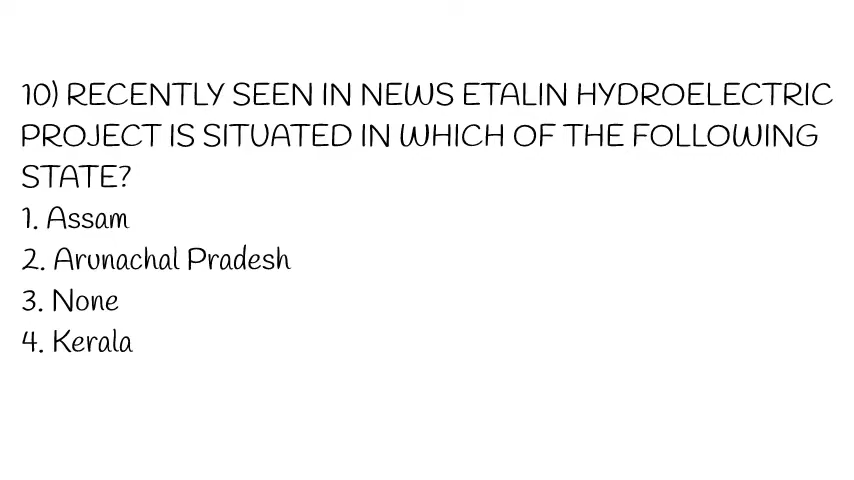 10) RECENTLY SEEN IN NEWS ETALIN HYDROELECTRIC
PROJECT IS SITUATED IN WHICH OF THE FOLLOWING
STATE?
1. Assam
2. Arunachal Pradesh
3. None
4. Kerala